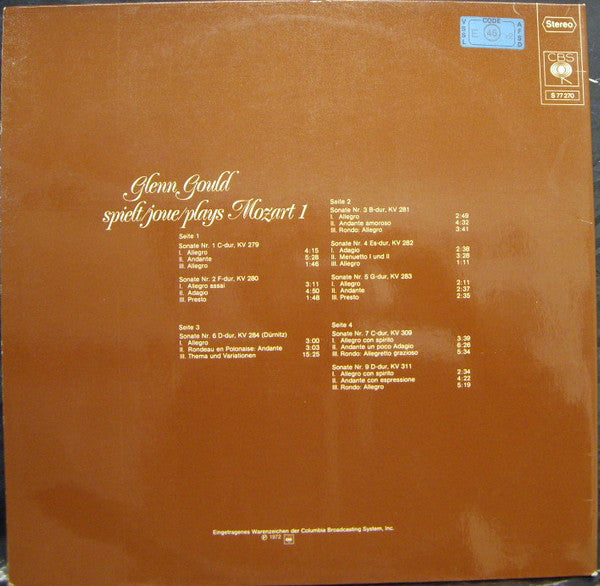 CODE
VSSL
E
45
x2
AFSD
Stereo
CBS
S 77 270
Glenn Gould
spielt/joue/plays Mozart 1
Seite 1
Sonate Nr. 1 C-dur, KV 279
I. Allegro 4:15
II. Andante 5:28
III. Allegro 1:46
Sonate Nr. 2 F-dur, KV 280
I. Allegro assai 3:11
II. Adagio 4:50
III. Presto 1:48
Seite 2
Sonate Nr. 3 B-dur, KV 281
I. Allegro 2:49
II. Andante amoroso 4:32
III. Rondo: Allegro 3:41
Sonate Nr. 4 Es-dur, KV 282
I. Adagio 2:38
II. Menuetto I und II 3:28
III. Allegro 1:11
Sonate Nr. 5 G-dur, KV 283
I. Allegro 2:11
II. Andante 2:37
III. Presto 2:35
Seite 3
Sonate Nr. 6 D-dur, KV 284 (Dürnitz)
I. Allegro 3:00
II. Rondeau en Polonaise: Andante 3:03
III. Thema und Variationen 15:25
Seite 4
Sonate Nr. 7 C-dur, KV 309
I. Allegro con spirito 3:39
II. Andante un poco Adagio 6:26
III. Rondo: Allegretto grazioso 5:34
Sonate Nr. 9 D-dur, KV 311
I. Allegro con spirito 2:34
II. Andante con espressione 4:22
III. Rondo: Allegro 5:19
Eingetragenes Warenzeichen der Columbia Broadcasting System, Inc.
℗ 1972